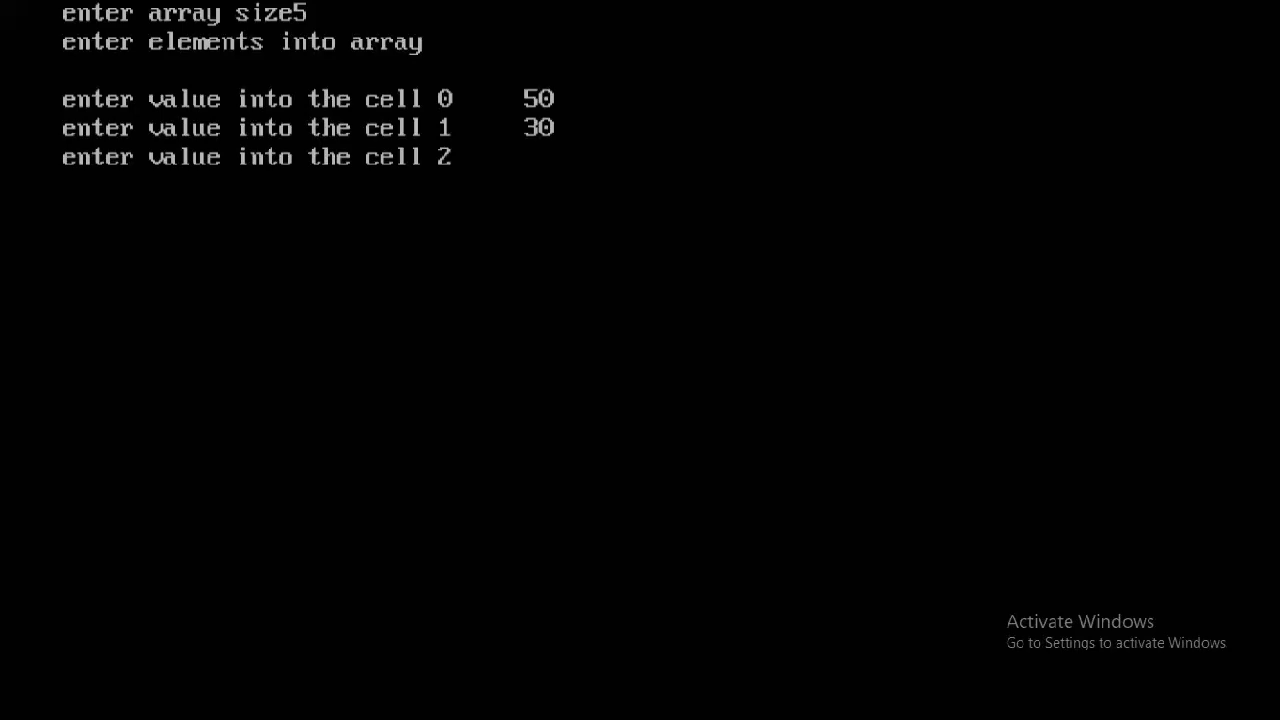 enter array size5
enter elements into array
enter value into the cell 0 50
enter value into the cell 1 30
enter value into the cell 2
Activate Windows
Go to Settings to activate Windows